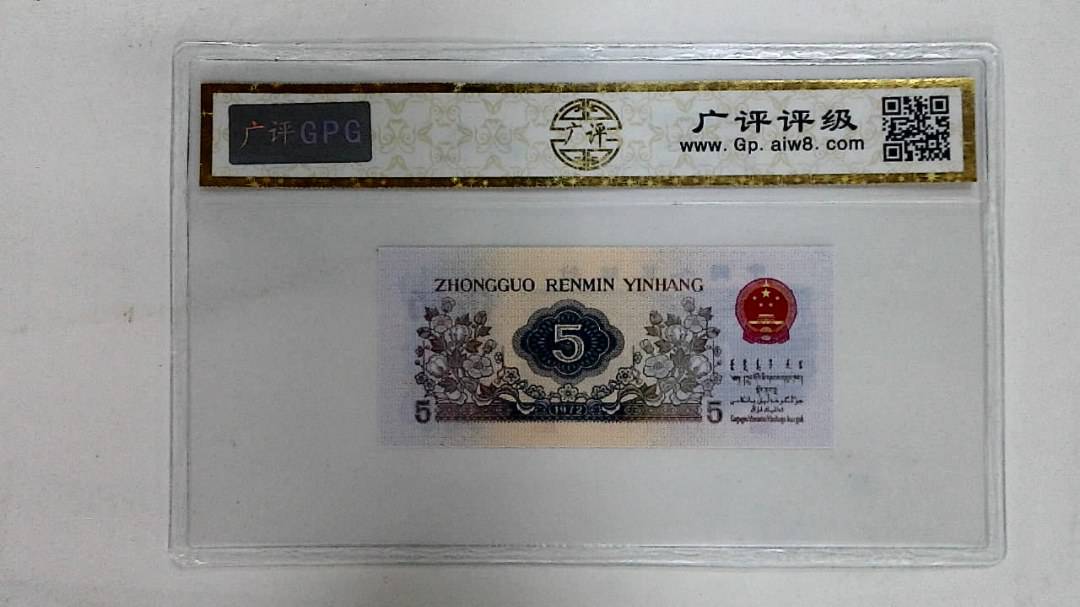 广评GPG
广评
广评评级
www. Gp. aiw8. com
ZHONGGUO RENMIN YINHANG
5
5
5
1972